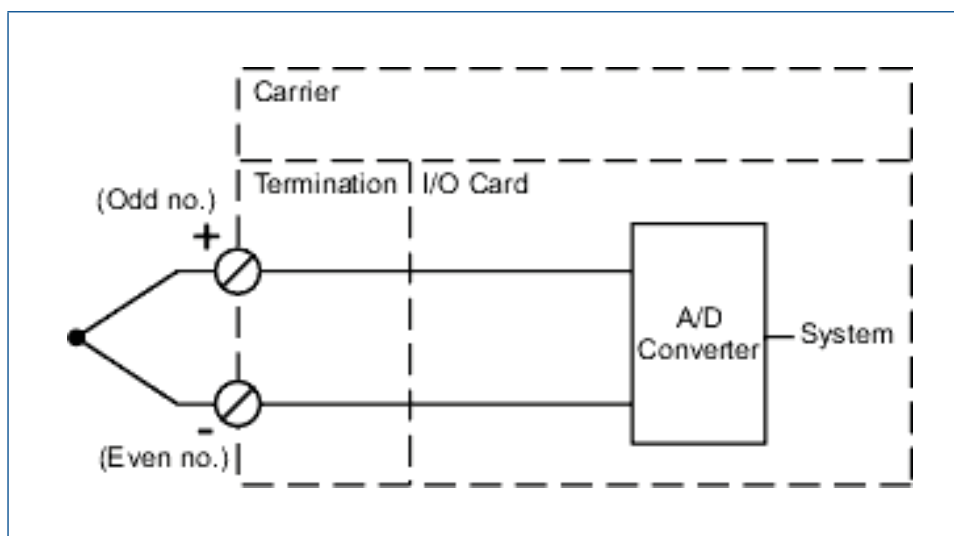 Carrier
Termination
I/O Card
(Odd no.)
+
A/D
Converter
System
-
(Even no.)